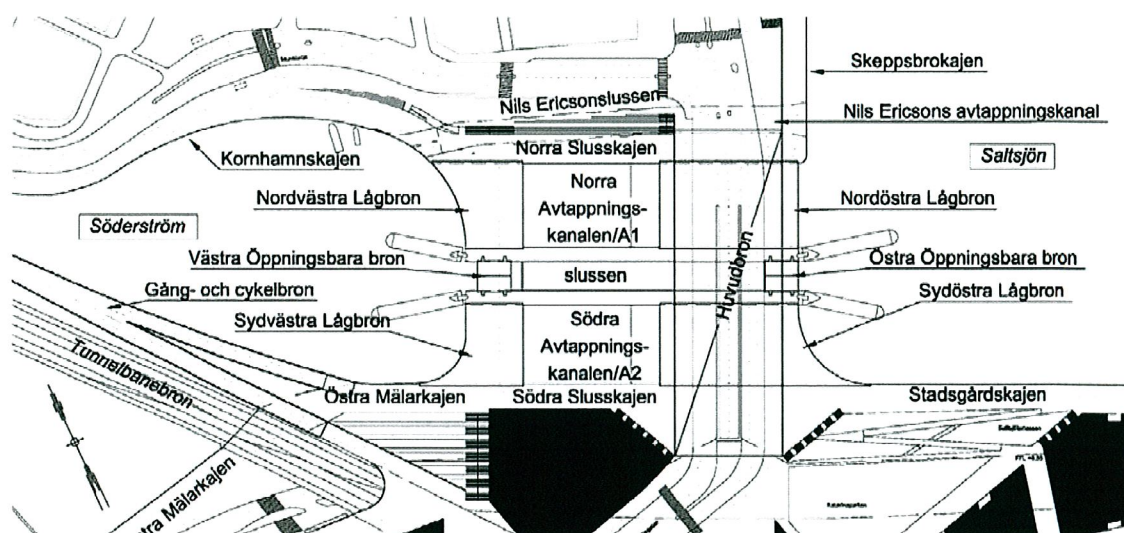 Skeppsbrokajen
Nils Ericsonslussen
Nils Ericsons avtappningskanal
Kornhamnskajen
Norra Slusskajen
Saltsjön
Nordvästra Lågbron
Norra
Avtappnings-
kanalen/A1
Nordöstra Lågbron
Söderström
Västra Öppningsbara bron
slussen
Huvudbron
Östra Öppningsbara bron
Gång- och cykelbron
Sydöstra Lågbron
Sydvästra Lågbron
Södra
Avtappnings-
kanalen/A2
Tunnelbanebron
Östra Mälarkajen
Södra Slusskajen
Stadsgårdskajen
tra Mälarkajen